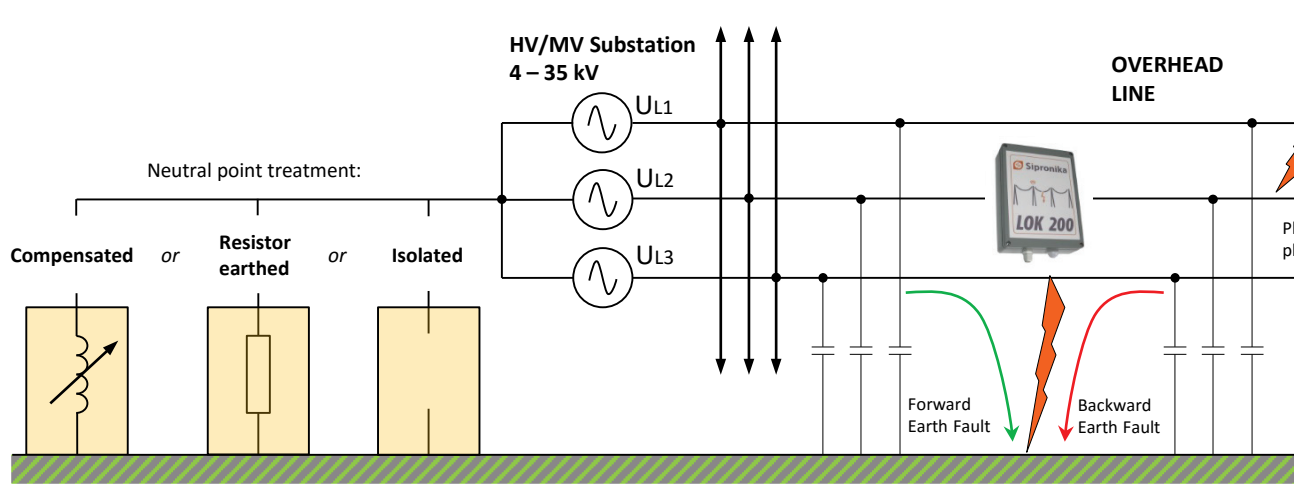 HV/MV Substation
4 – 35 kV
OVERHEAD
LINE
UL1
Neutral point treatment:
UL2
Sipronika
LOK 200
Compensated or Resistor
earthed or Isolated
UL3
Forward
Earth Fault
Backward
Earth Fault